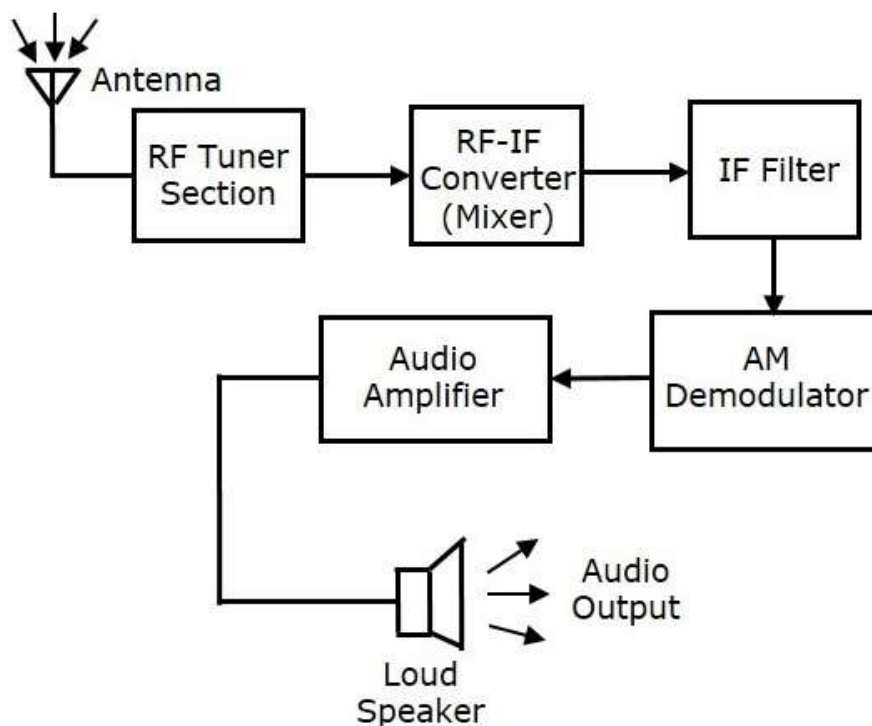 Antenna
RF Tuner
Section
RF-IF
Converter
(Mixer)
IF Filter
AM
Demodulator
Audio
Amplifier
Loud
Speaker
Audio
Output